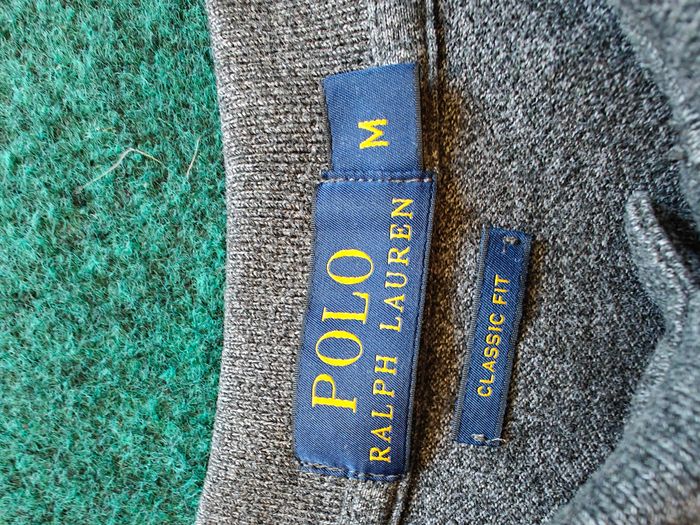 POLO
RALPH LAUREN
M
CLASSIC FIT